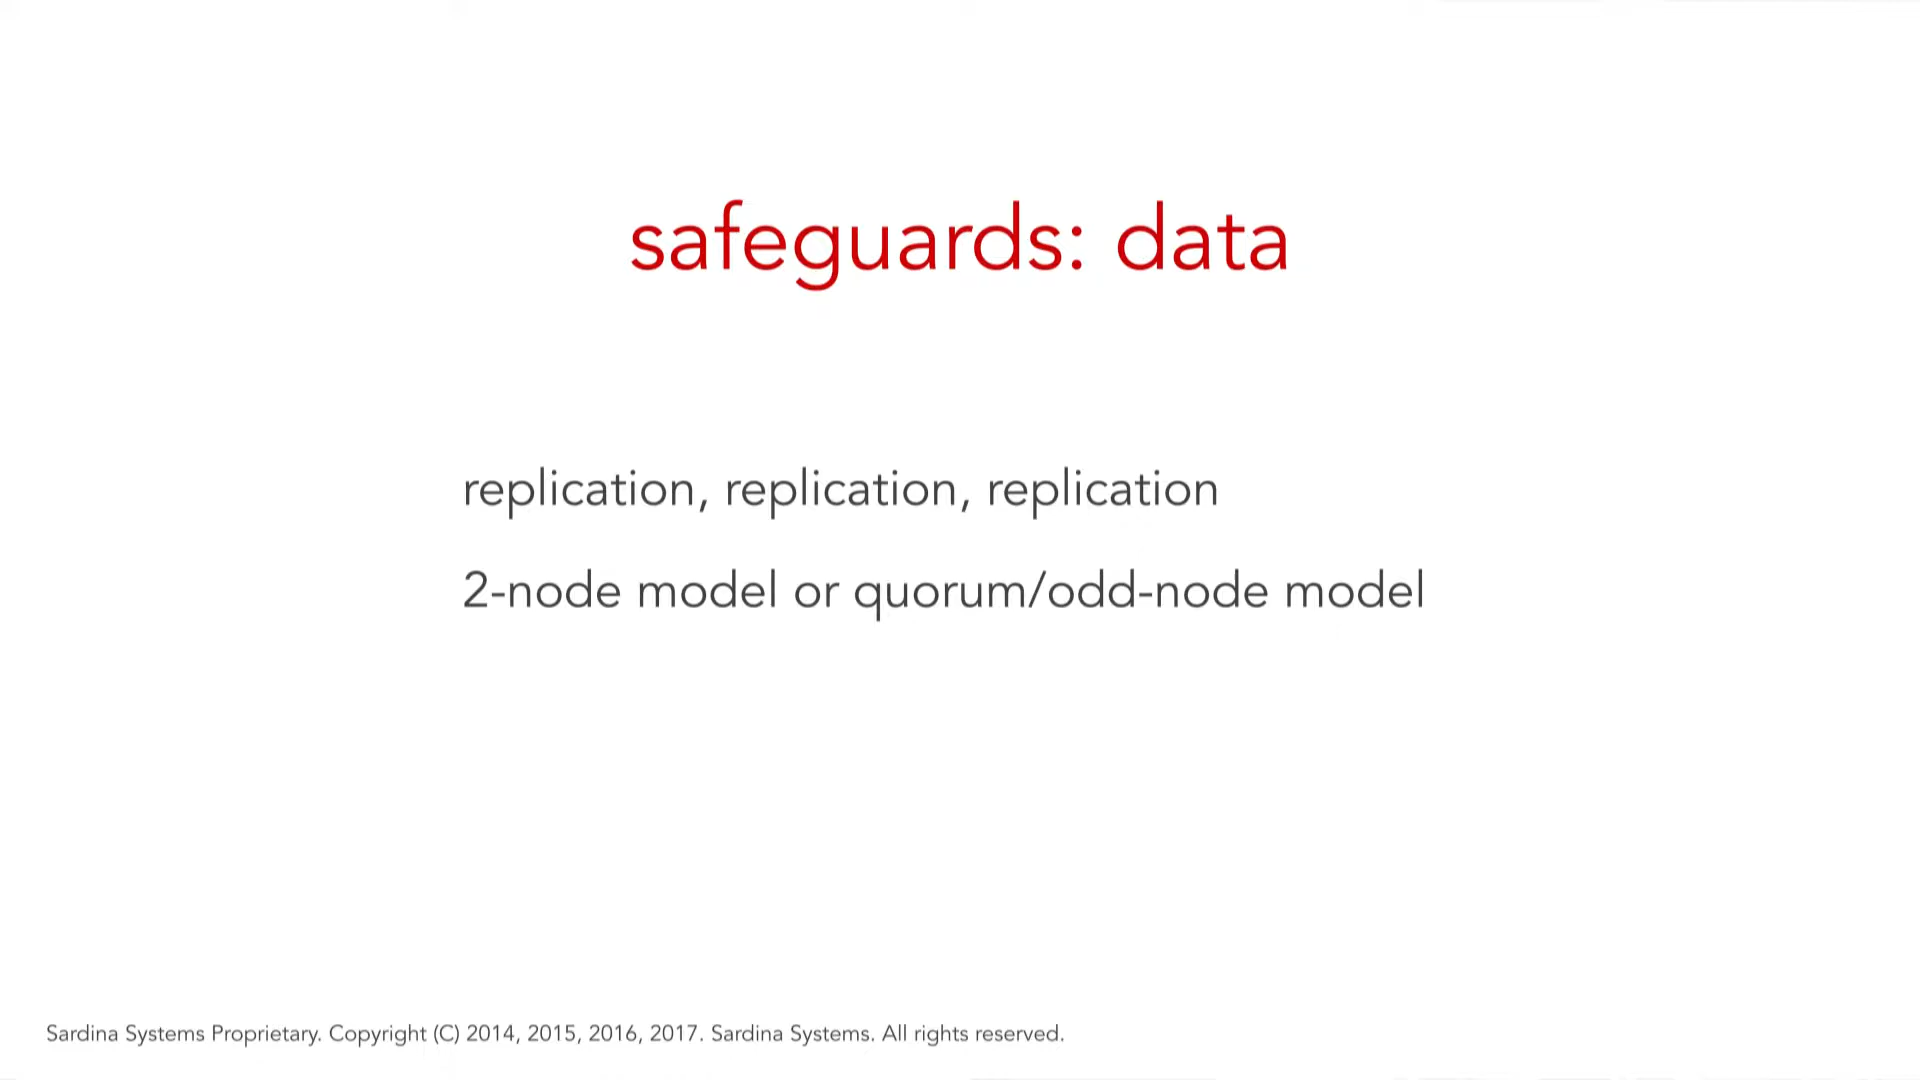 safeguards: data
replication, replication, replication
2-node model or quorum/odd-node model
Sardina Systems Proprietary. Copyright (C) 2014, 2015, 2016, 2017. Sardina Systems. All rights reserved.